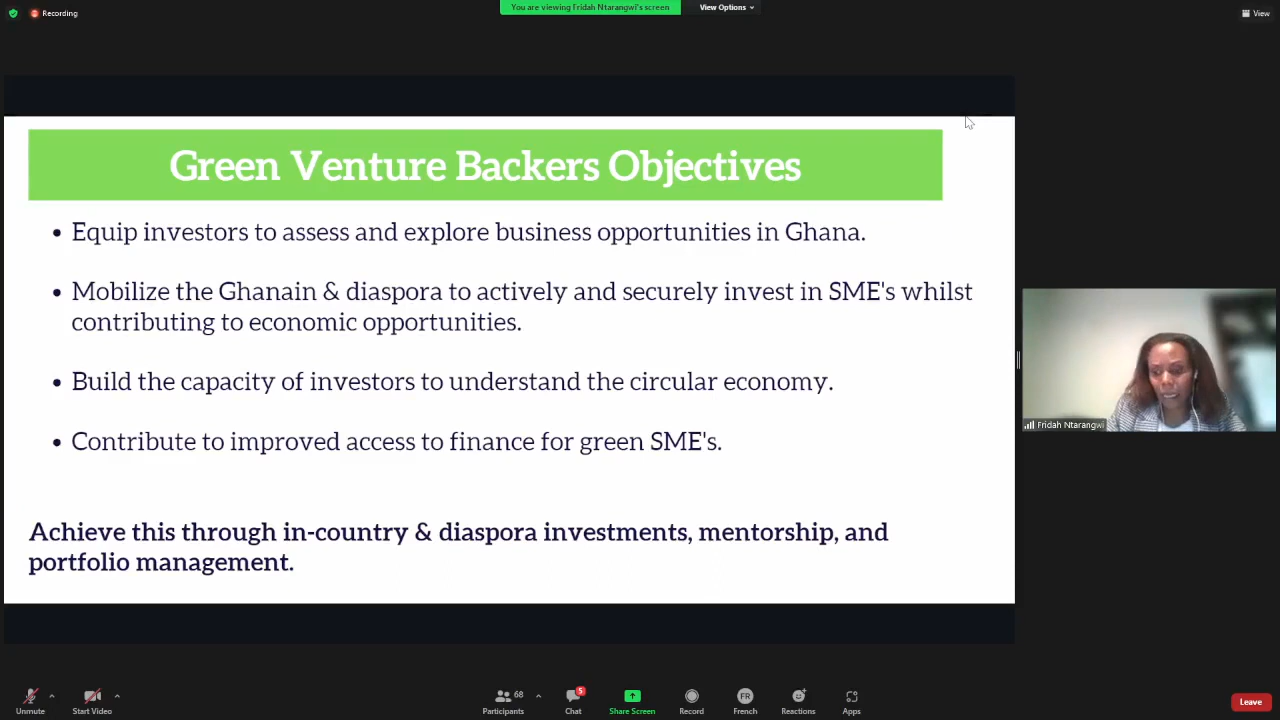 Recording
You are viewing Fridah Ntarangwi's screen
View Options
View
Green Venture Backers Objectives
• Equip investors to assess and explore business opportunities in Ghana.
• Mobilize the Ghanain & diaspora to actively and securely invest in SME's whilst
contributing to economic opportunities.
• Build the capacity of investors to understand the circular economy.
• Contribute to improved access to finance for green SME's.
Achieve this through in-country & diaspora investments, mentorship, and
portfolio management.
Fridah Ntarangwi
Unmute
Start Video
68
Participants
5
Chat
Share Screen
Record
FR
French
Reactions
Apps
Leave